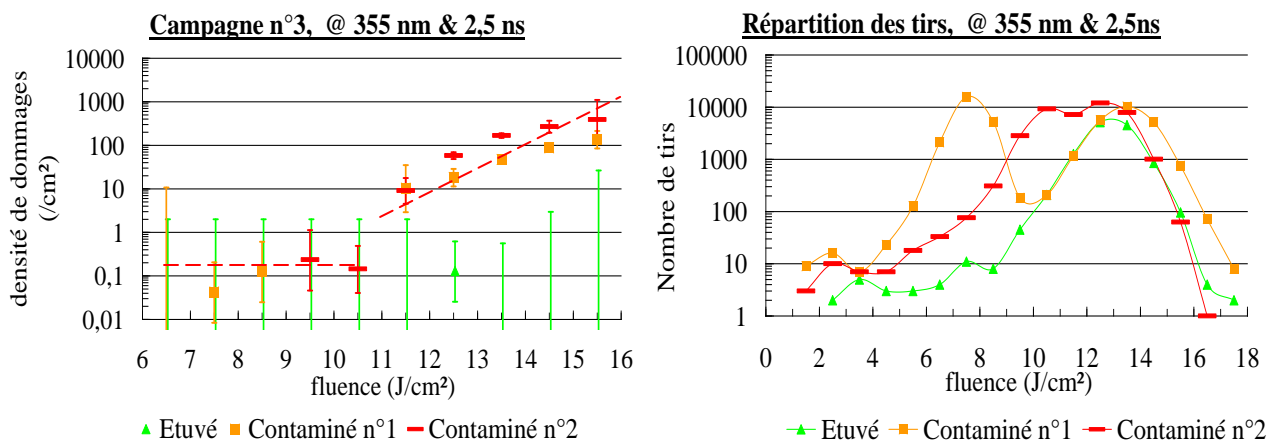 Campagne n°3, @ 355 nm & 2,5 ns
densité de dommages
(/cm²)
10000
1000
100
10
1
0,1
0,01
6 7 8 9 10 11 12 13 14 15 16
fluence (J/cm²)
Etuvé Contaminé n°1 Contaminé n°2
Répartition des tirs, @ 355 nm & 2,5ns
Nombre de tirs
100000
10000
1000
100
10
1
0 2 4 6 8 10 12 14 16 18
fluence (J/cm²)
Etuvé Contaminé n°1 Contaminé n°2